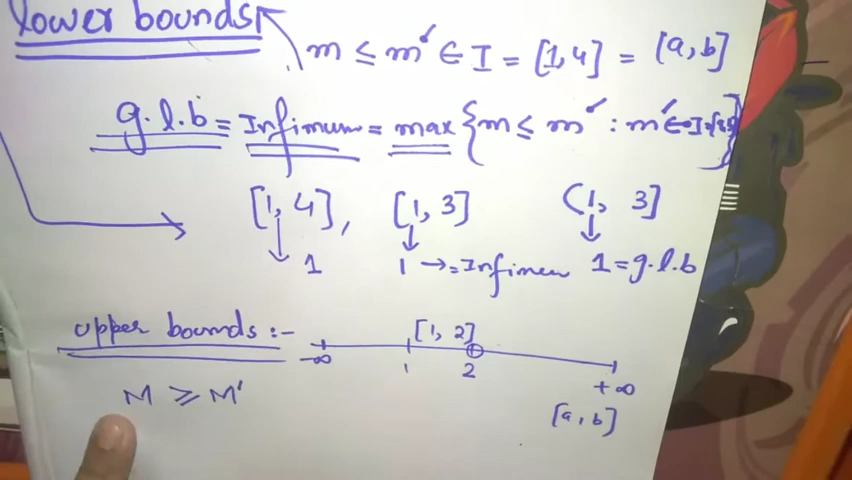 lower bounds
m ≤ m' ∈ I = [1,4] = [a,b]
g.l.b = Infimum = max {m ≤ m' : m' ∈ I
[1, 4], [1, 3] (1, 3]
1 1 → = Infimum 1 = g.l.b
upper bounds :- [1, 2]
-∞ 1 2 +∞
M ≥ M' [a, b]